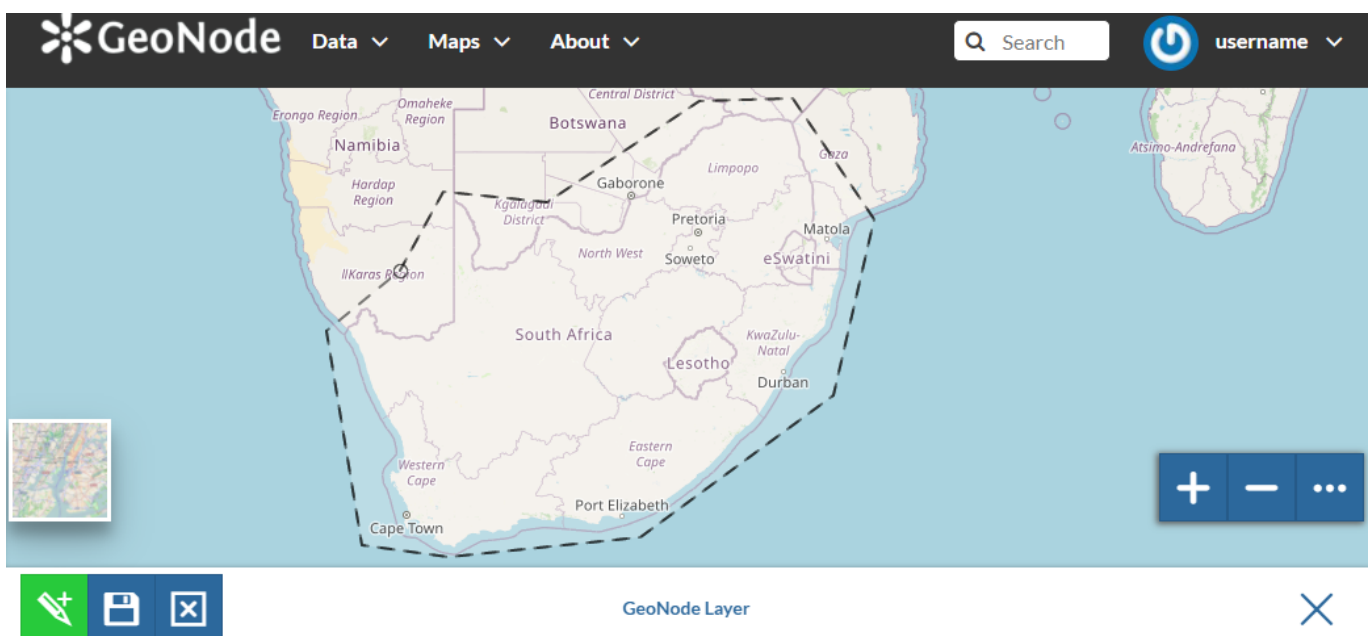 GeoNode Data Maps About Search username
Central District
Omaheke
Region
Erongo Region
Botswana
Namibia
Gaza
Atsimo-Andrefana
Limpopo
Hardap
Region
Gaborone
Kgalagadi
District
Pretoria
Matola
North West
Soweto
eSwatini
IIKaras Region
South Africa
KwaZulu-
Natal
Lesotho
Durban
Eastern
Cape
Western
Cape
Port Elizabeth
Cape Town
GeoNode Layer